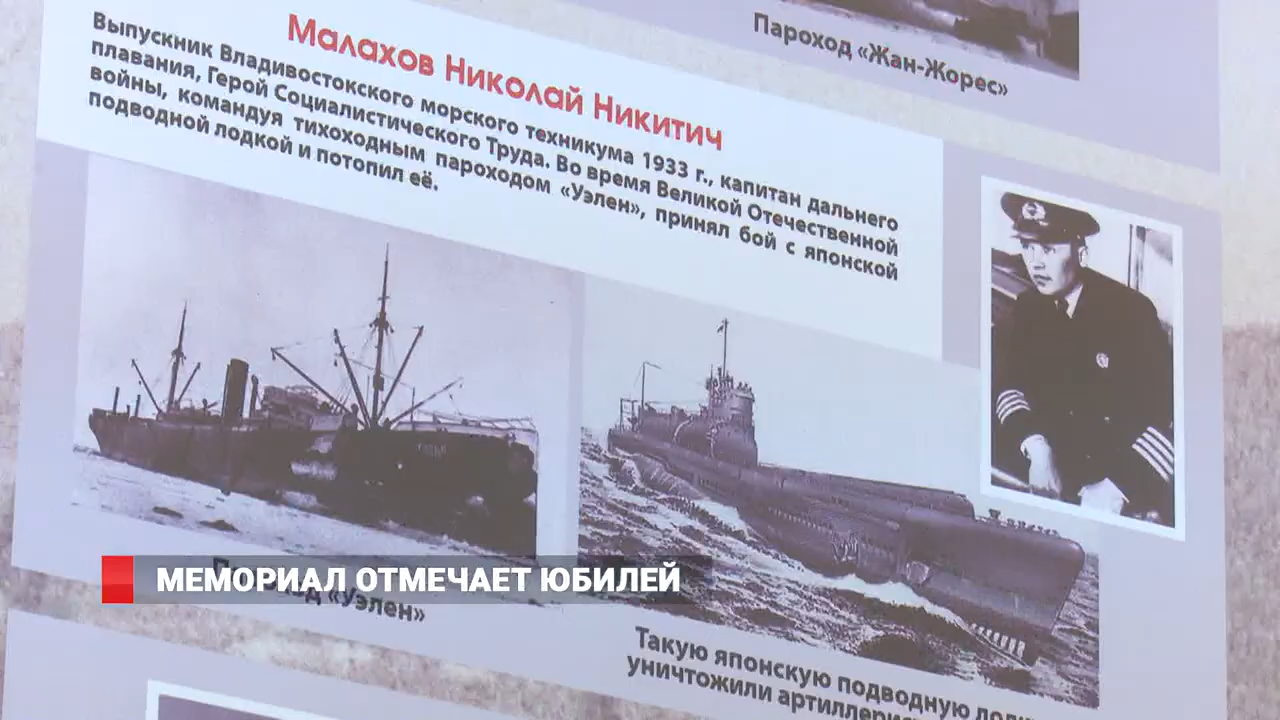 Пароход «Жан-Жорес»
Малахов Николай Никитич
Выпускник Владивостокского морского техникума 1933 г., капитан дальнего
плавания, Герой Социалистического Труда. Во время Великой Отечественной
войны, командуя тихоходным пароходом «Уэлен», принял бой с японской
подводной лодкой и потопил её.
МЕМОРИАЛ ОТМЕЧАЕТ ЮБИЛЕЙ
«Уэлен»
Такую японскую подводную
уничтожили